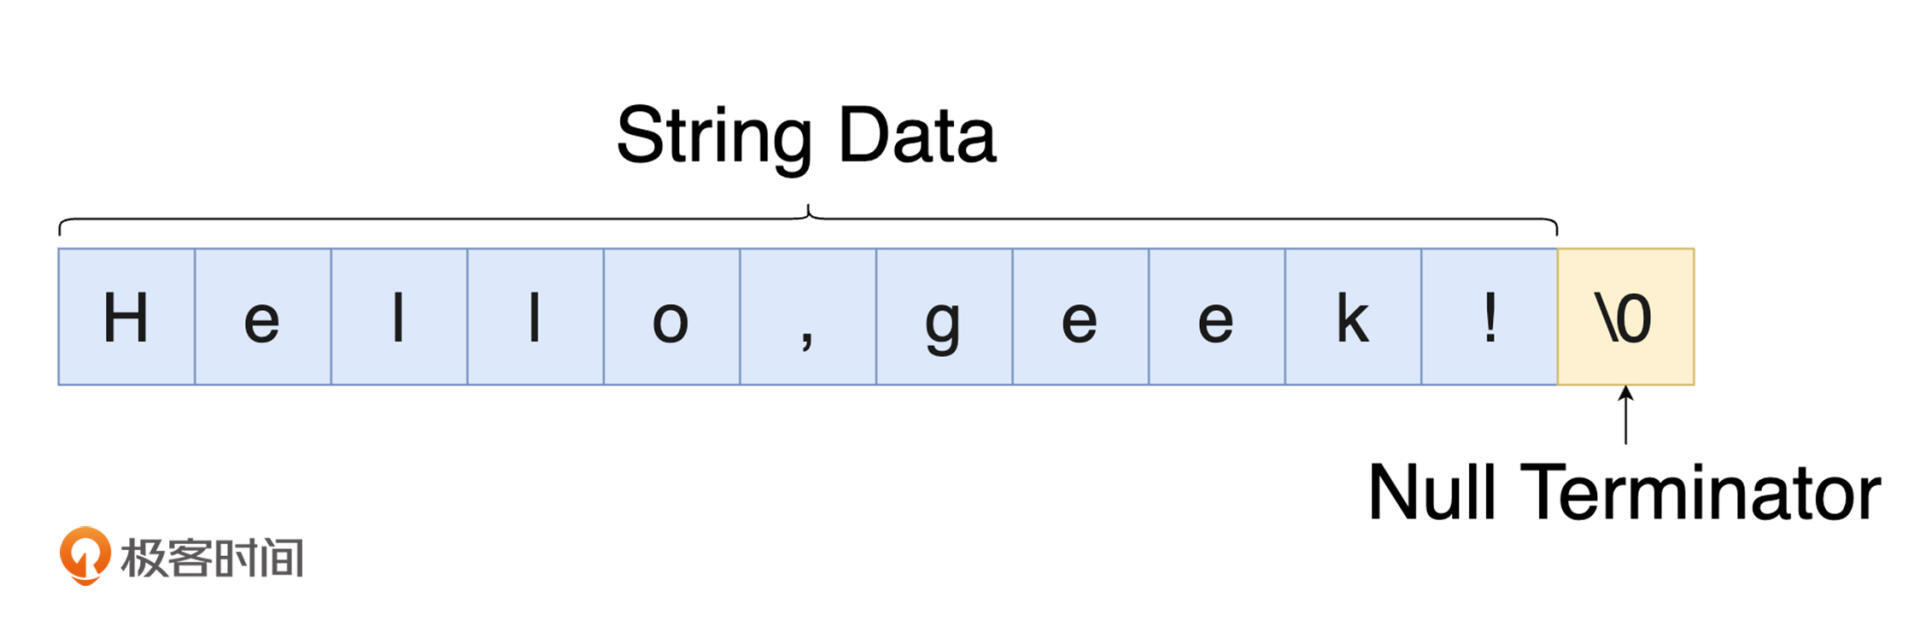 String Data
H e l l o , g e e k ! \0
Null Terminator
极客时间